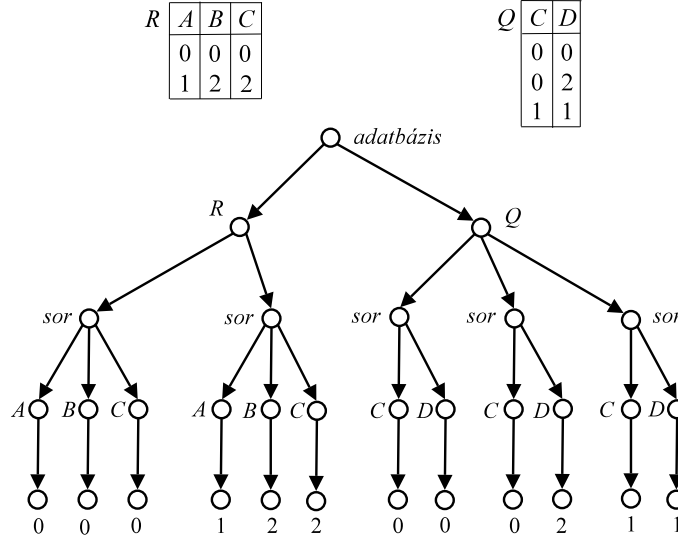 R A B C
0 0 0
1 2 2
Q C D
0 0
0 2
1 1
adatbázis
R Q
sor sor sor sor sor
A B C A B C C D C D C D
0 0 0 1 2 2 0 0 0 2 1 1